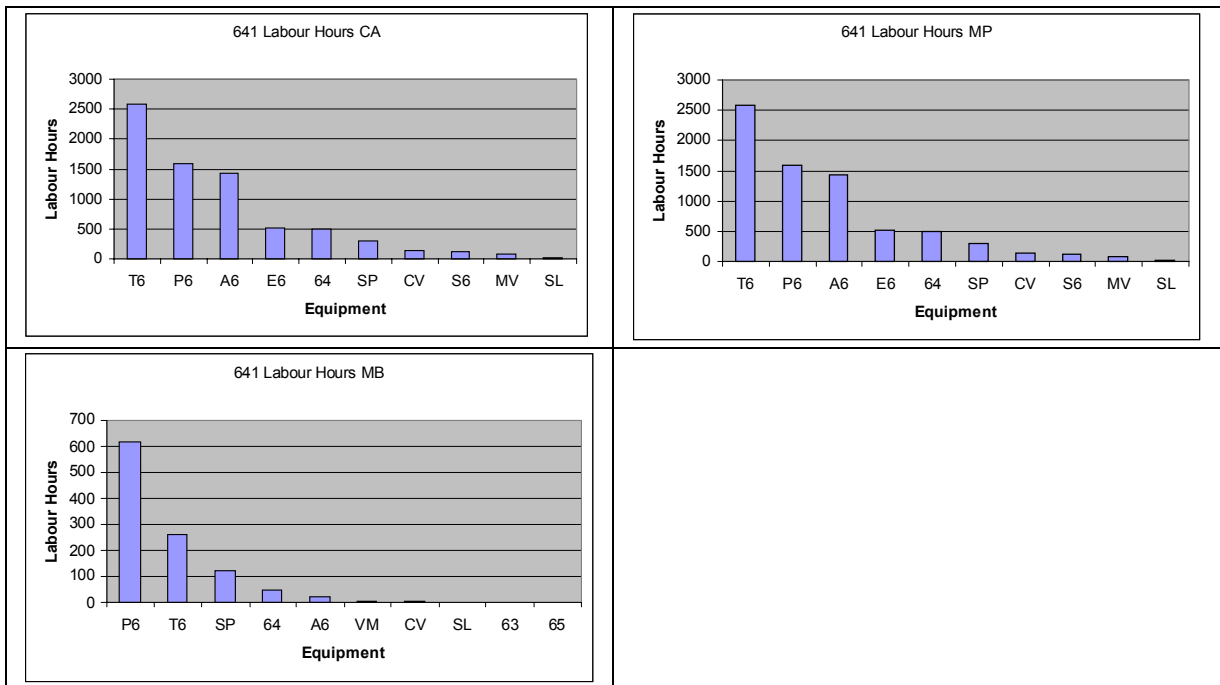 641 Labour Hours CA
3000
2500
2000
1500
1000
500
0
Labour Hours
T6 P6 A6 E6 64 SP CV S6 MV SL
Equipment
641 Labour Hours MP
3000
2500
2000
1500
1000
500
0
Labour Hours
T6 P6 A6 E6 64 SP CV S6 MV SL
Equipment
641 Labour Hours MB
700
600
500
400
300
200
100
0
Labour Hours
P6 T6 SP 64 A6 VM CV SL 63 65
Equipment